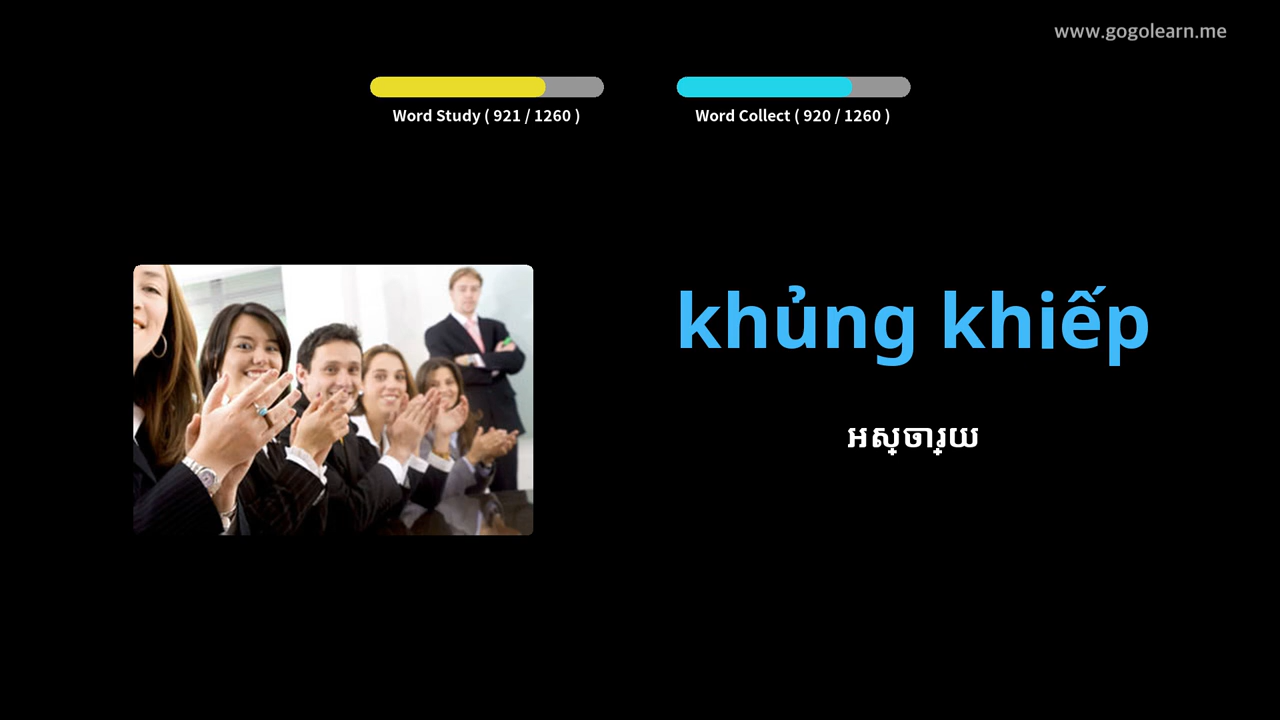 www.gogolearn.me
Word Study ( 921 / 1260 )
Word Collect ( 920 / 1260 )
khủng khiếp
អស្ចារ្យ